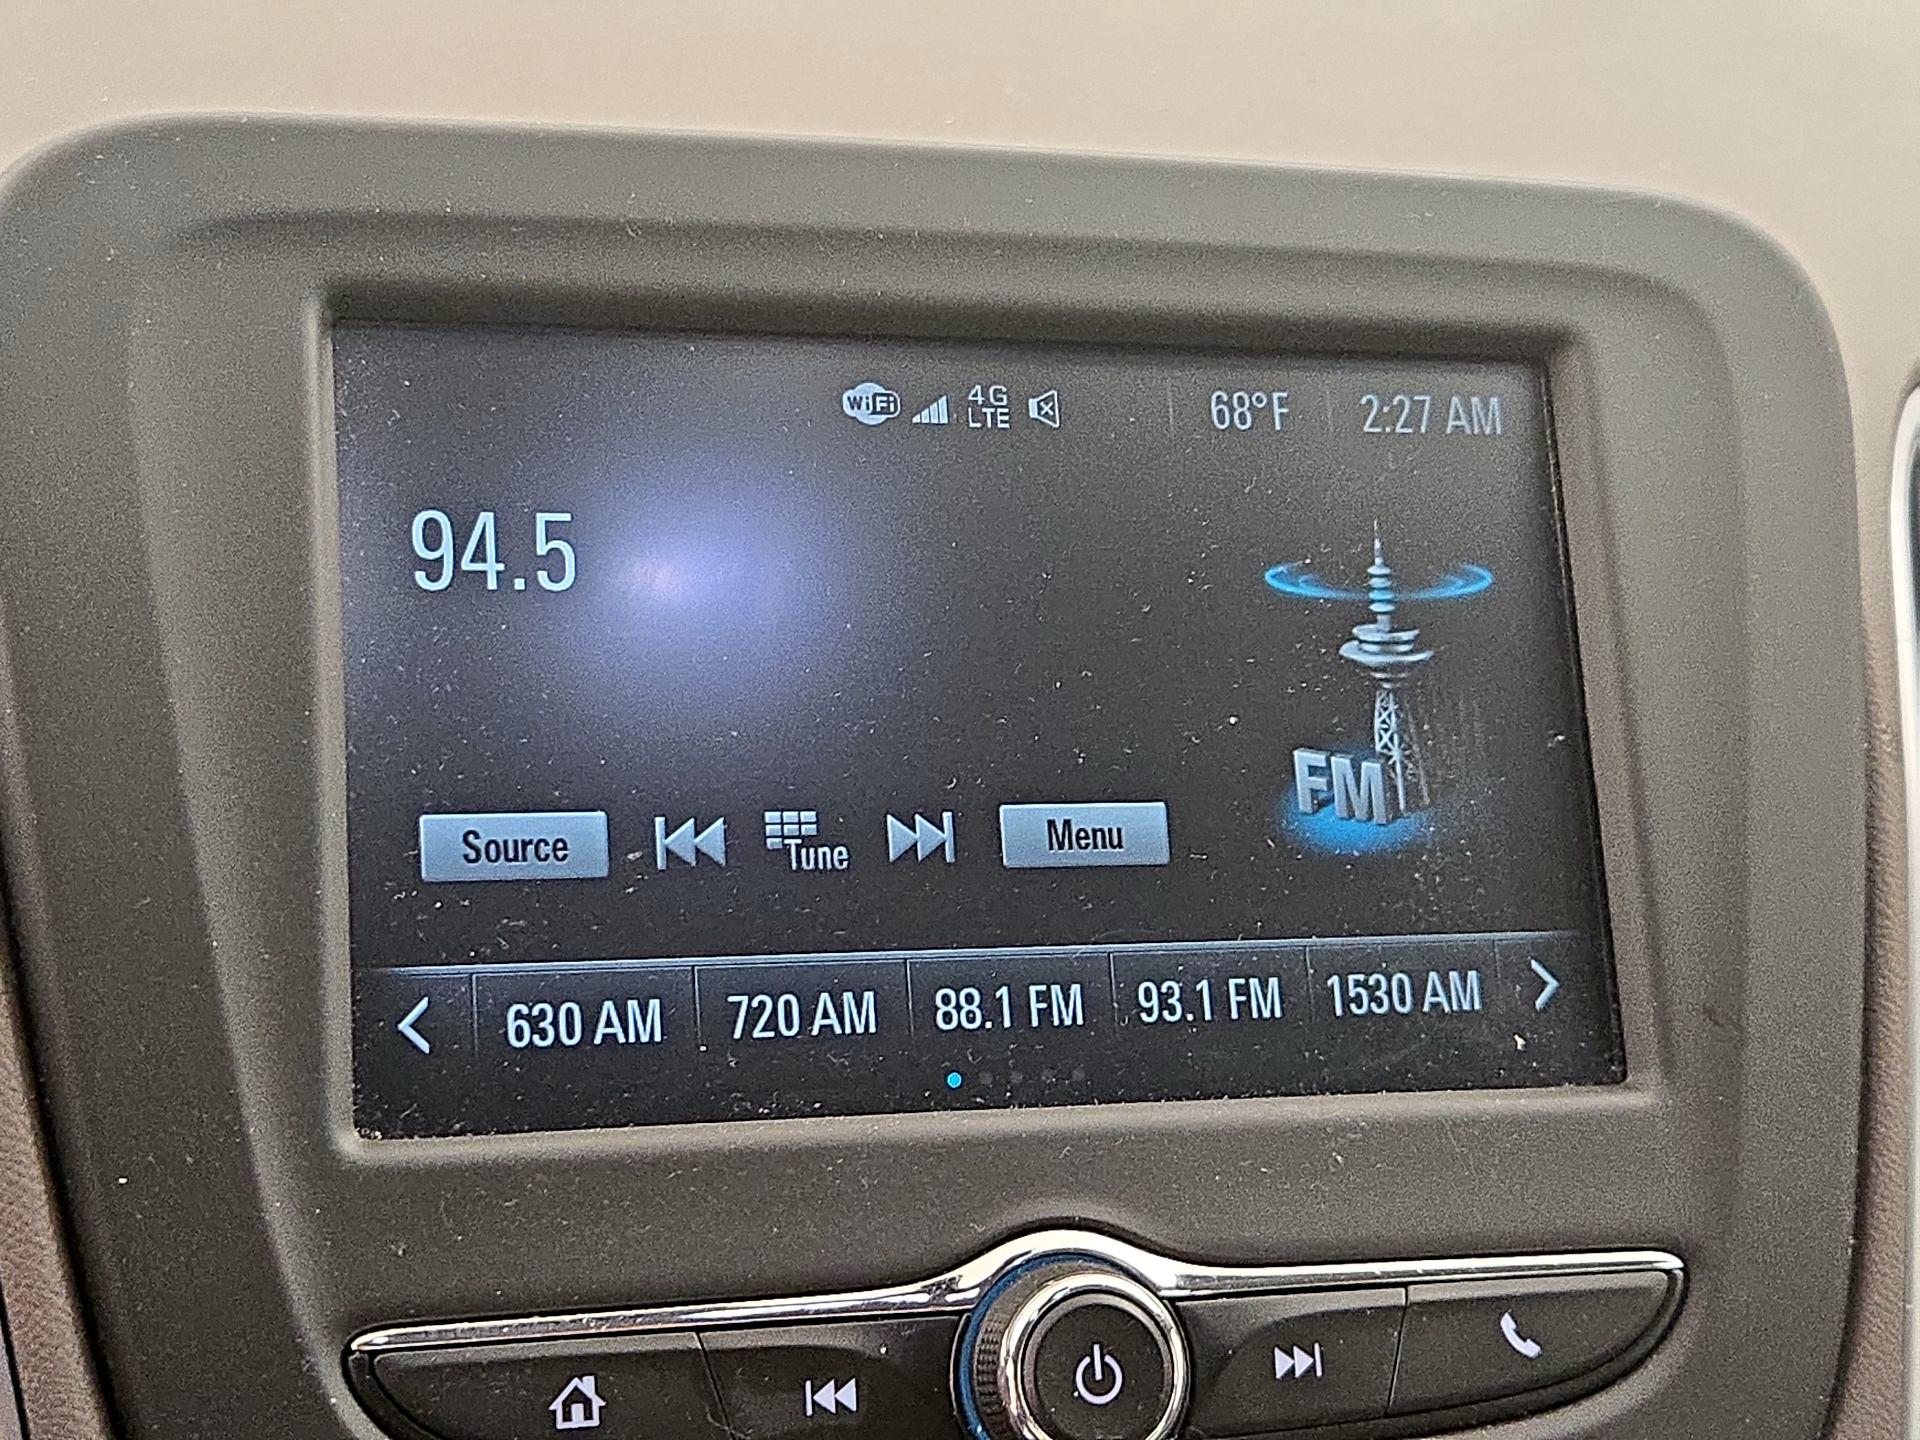 WiFi 4G LTE 68°F 2:27 AM
94.5
FM
Source Tune Menu
630 AM 720 AM 88.1 FM 93.1 FM 1530 AM